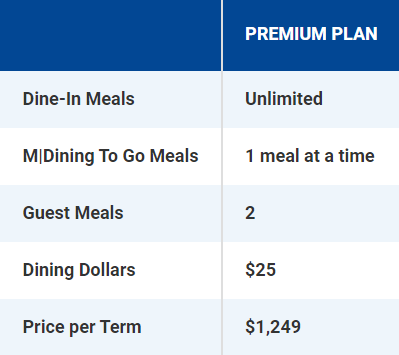 PREMIUM PLAN
Dine-In Meals Unlimited
M|Dining To Go Meals 1 meal at a time
Guest Meals 2
Dining Dollars $25
Price per Term $1,249